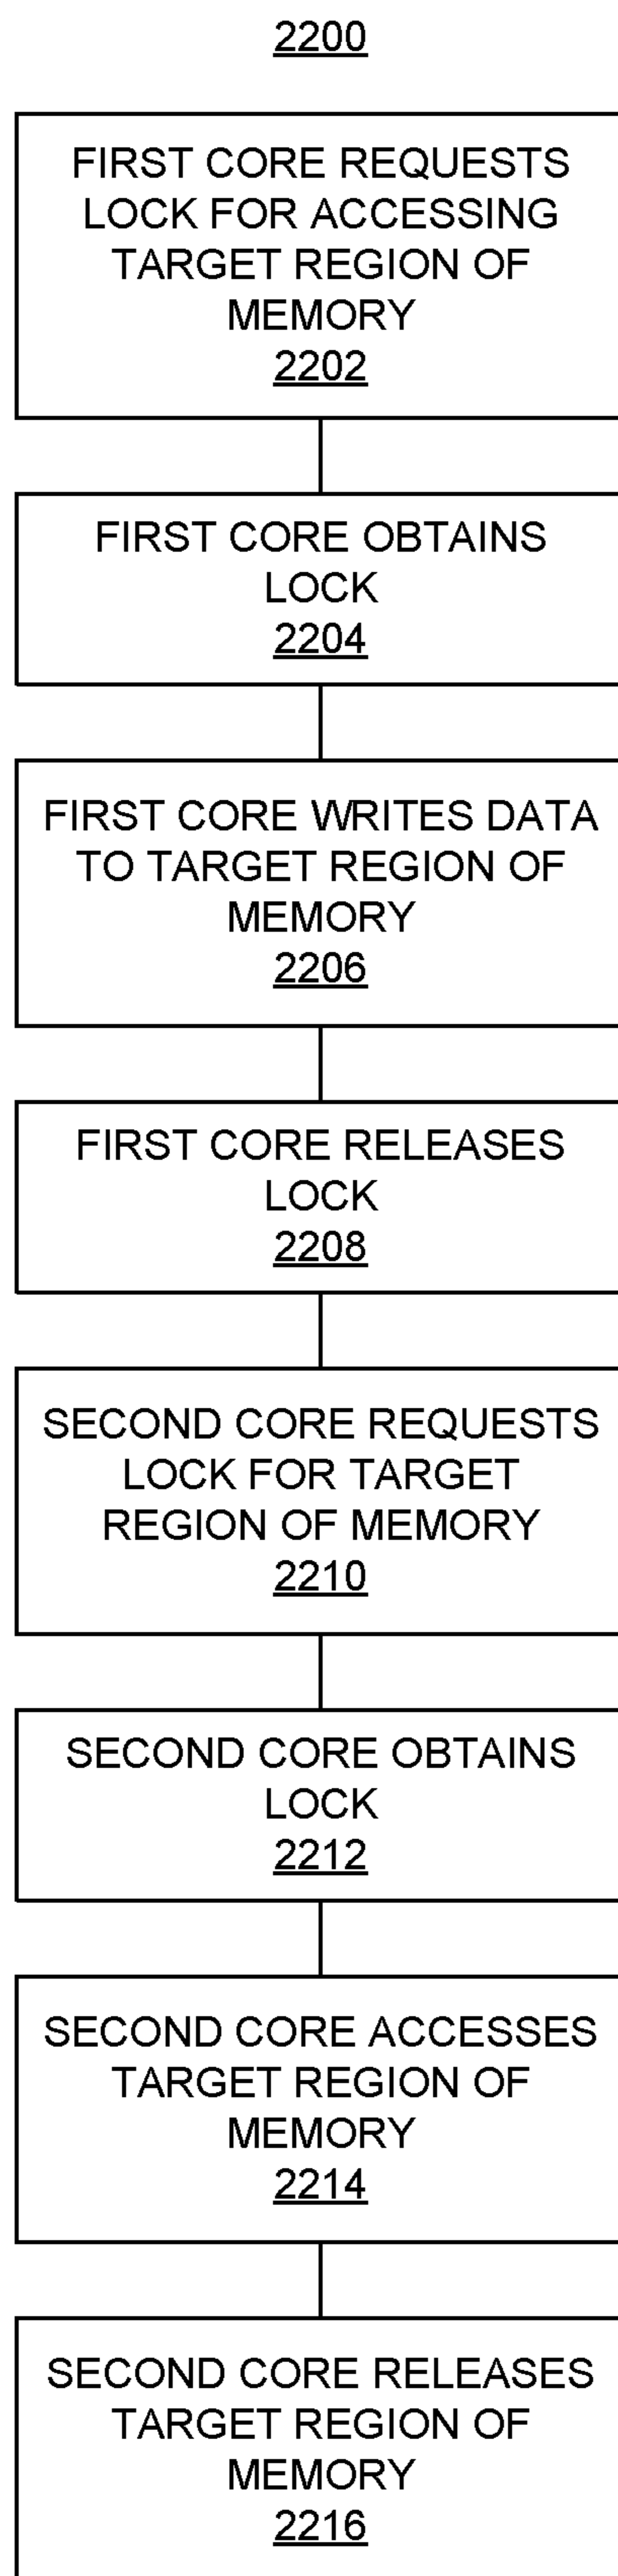 2200
FIRST CORE REQUESTS
LOCK FOR ACCESSING
TARGET REGION OF
MEMORY
2202
FIRST CORE OBTAINS
LOCK
2204
FIRST CORE WRITES DATA
TO TARGET REGION OF
MEMORY
2206
FIRST CORE RELEASES
LOCK
2208
SECOND CORE REQUESTS
LOCK FOR TARGET
REGION OF MEMORY
2210
SECOND CORE OBTAINS
LOCK
2212
SECOND CORE ACCESSES
TARGET REGION OF
MEMORY
2214
SECOND CORE RELEASES
TARGET REGION OF
MEMORY
2216